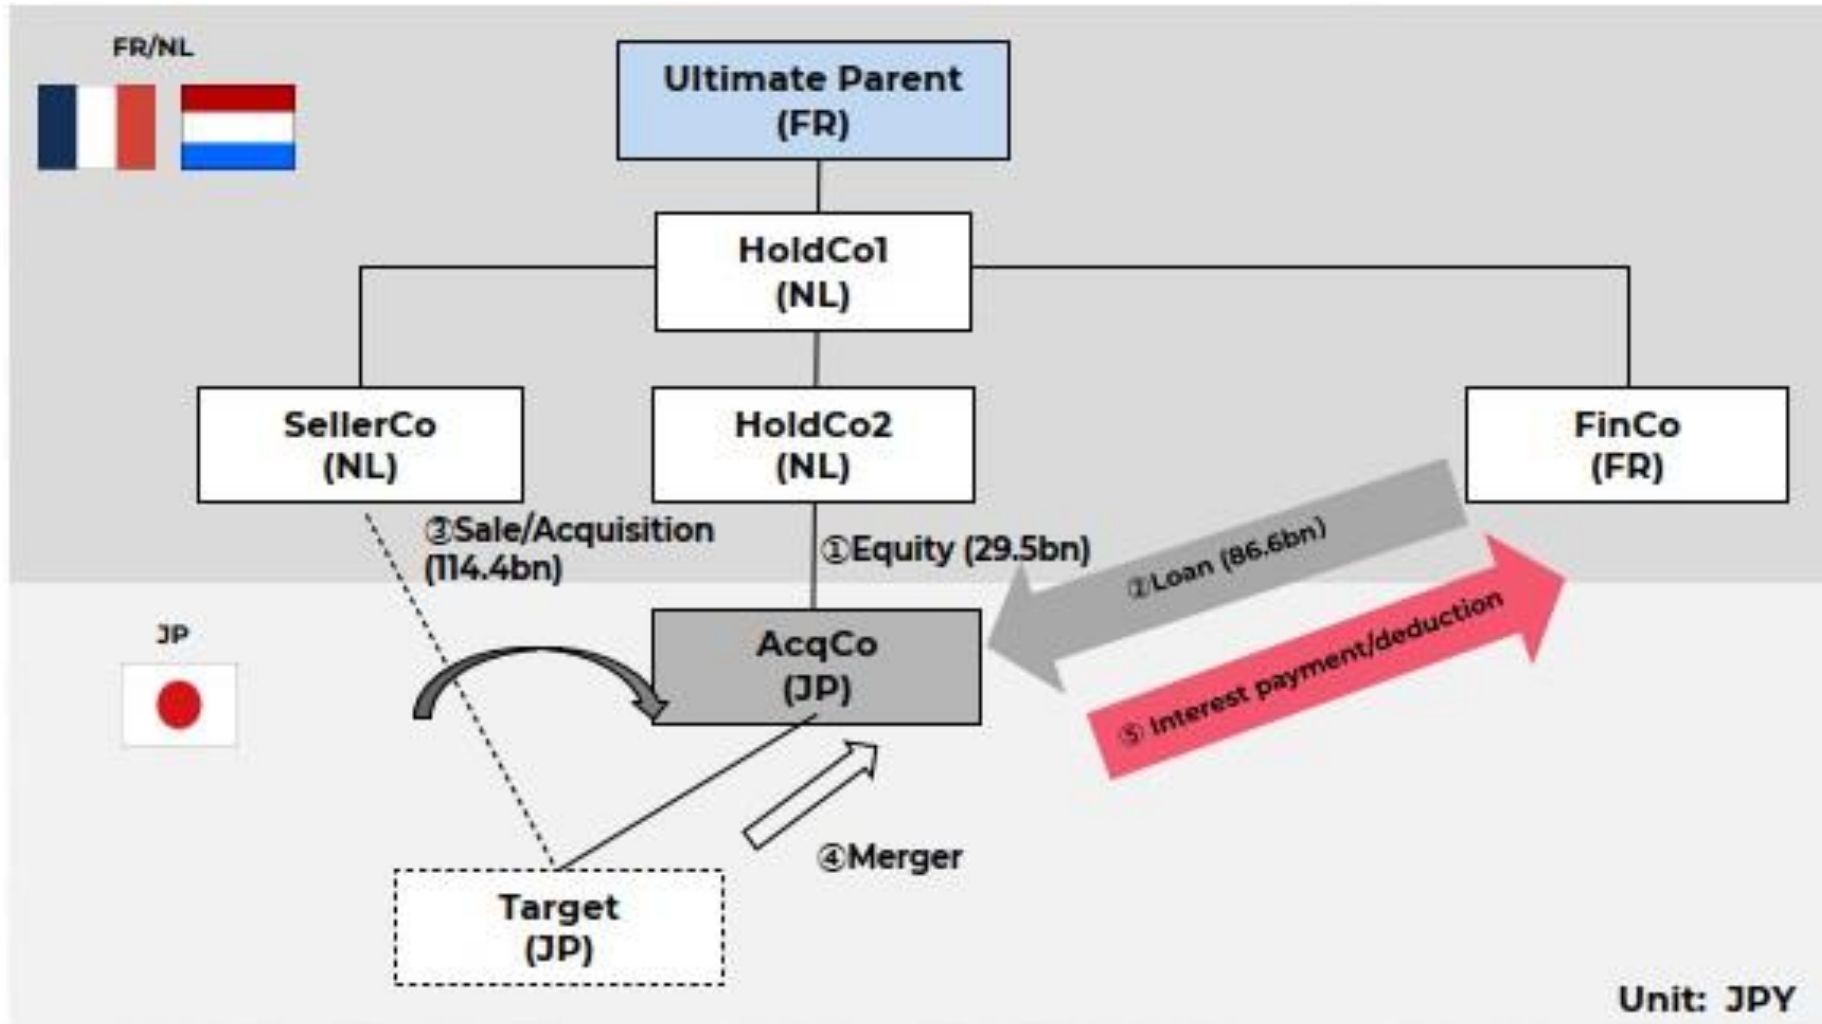 FR/NL
Ultimate Parent
(FR)
HoldCo1
(NL)
SellerCo
(NL)
HoldCo2
(NL)
FinCo
(FR)
③Sale/Acquisition
(114.4bn)
①Equity (29.5bn)
②Loan (86.6bn)
⑤ Interest payment/deduction
JP
AcqCo
(JP)
④Merger
Target
(JP)
Unit: JPY